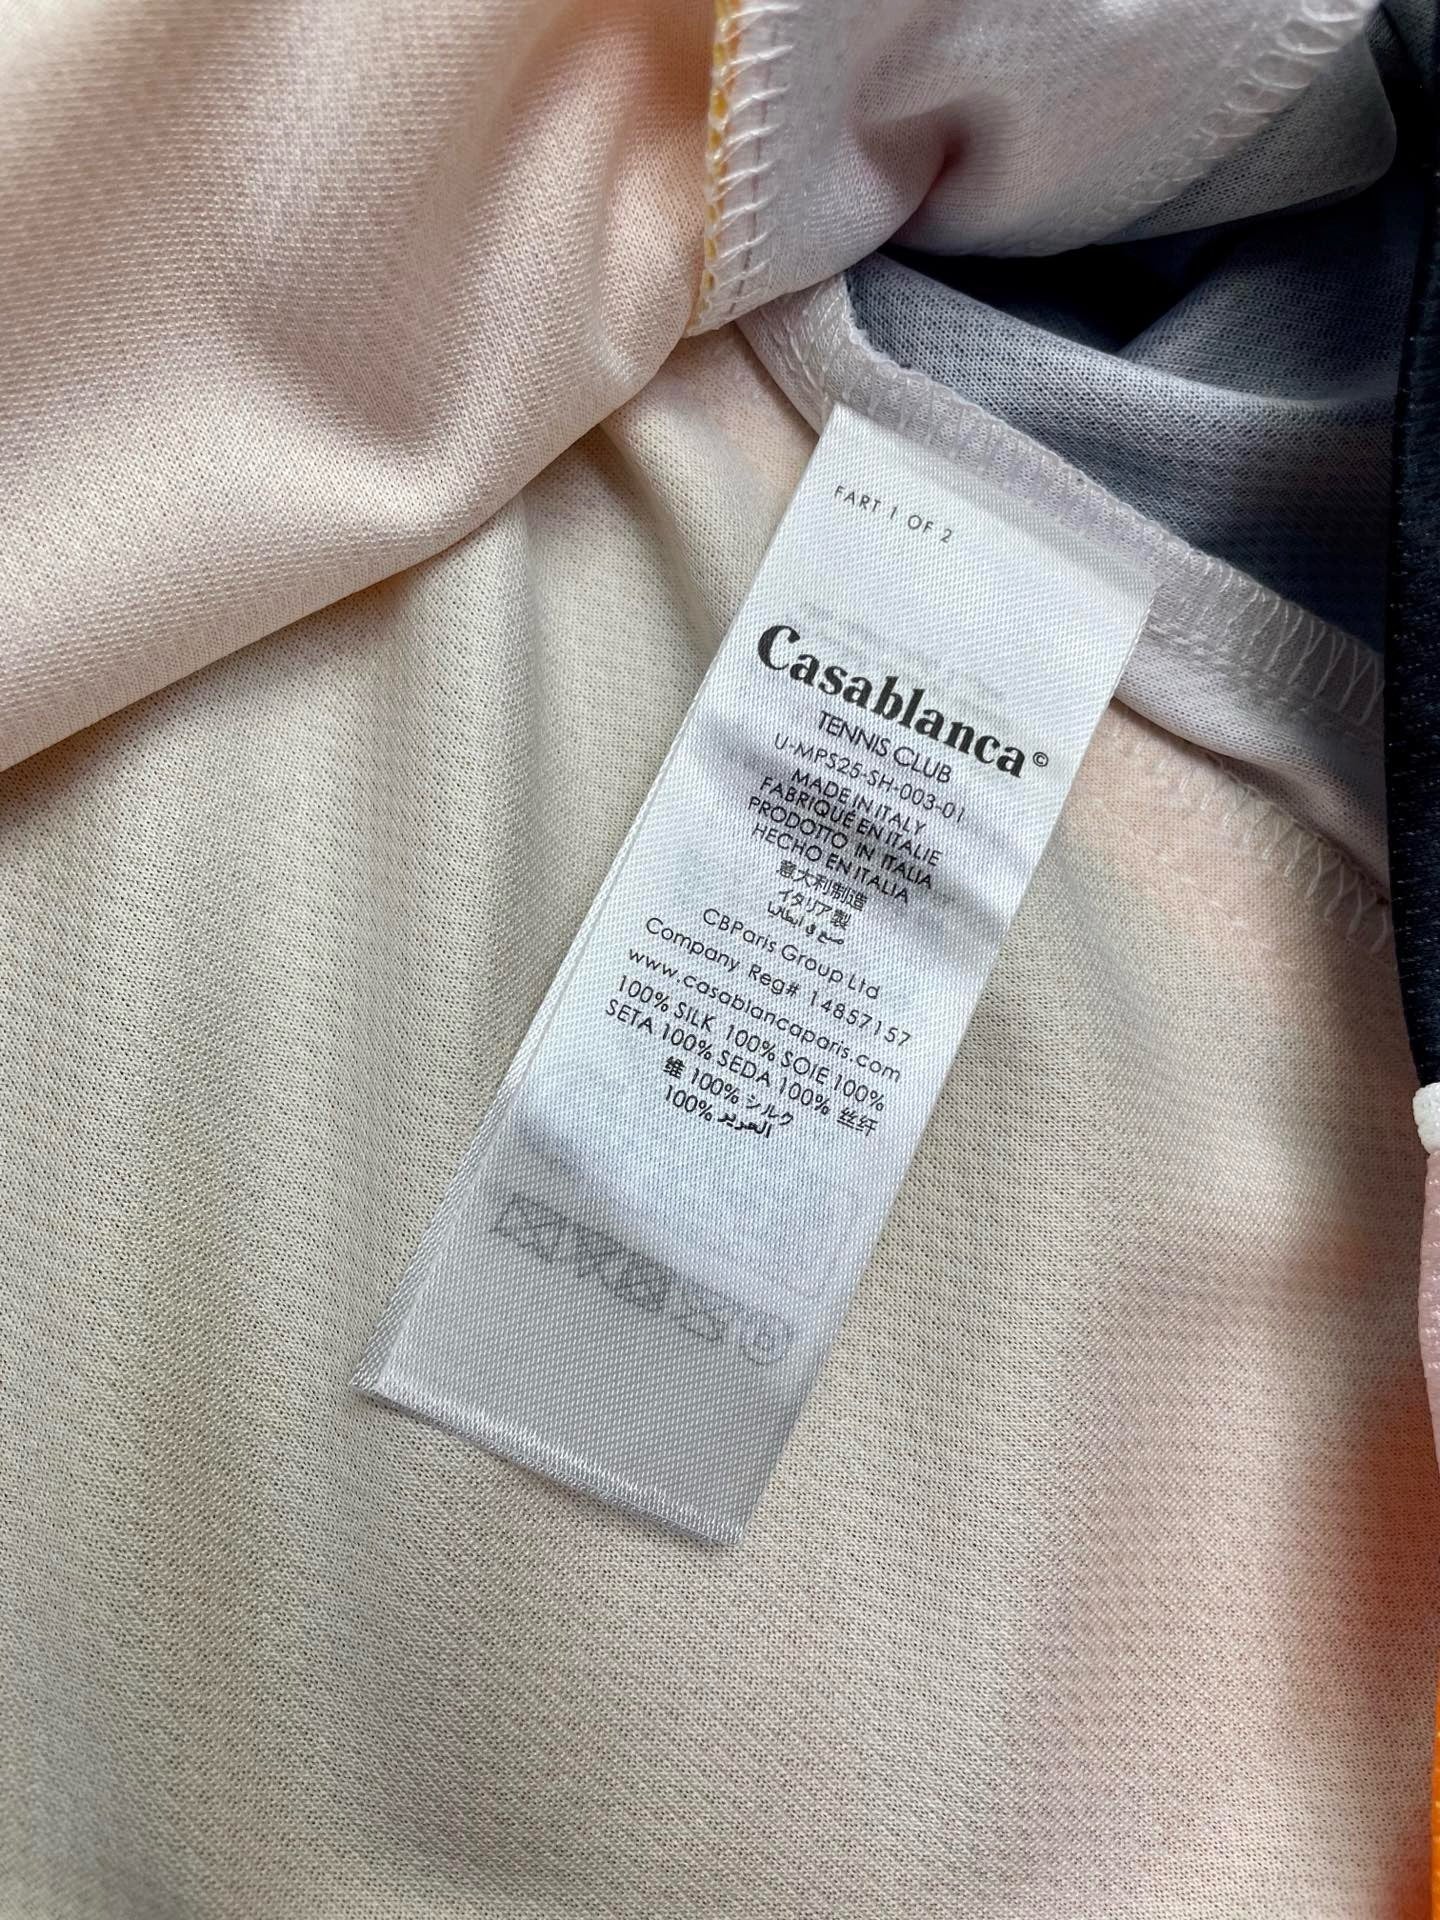 FART 1 OF 2
Casablanca©
TENNIS CLUB
U-MPS25-SH-003-01
MADE IN ITALY
FABRIQUÉ EN ITALIE
PRODOTTO IN ITALIA
HECHO EN ITALIA
意大利制造
イタリア製
صنع في ايطاليا
CBParis Group Ltd
Company Reg# 14857157
www.casablancaparis.com
100% SILK 100% SOIE 100%
SETA 100% SEDA 100% 丝纤
维 100% シルク
100% الحرير